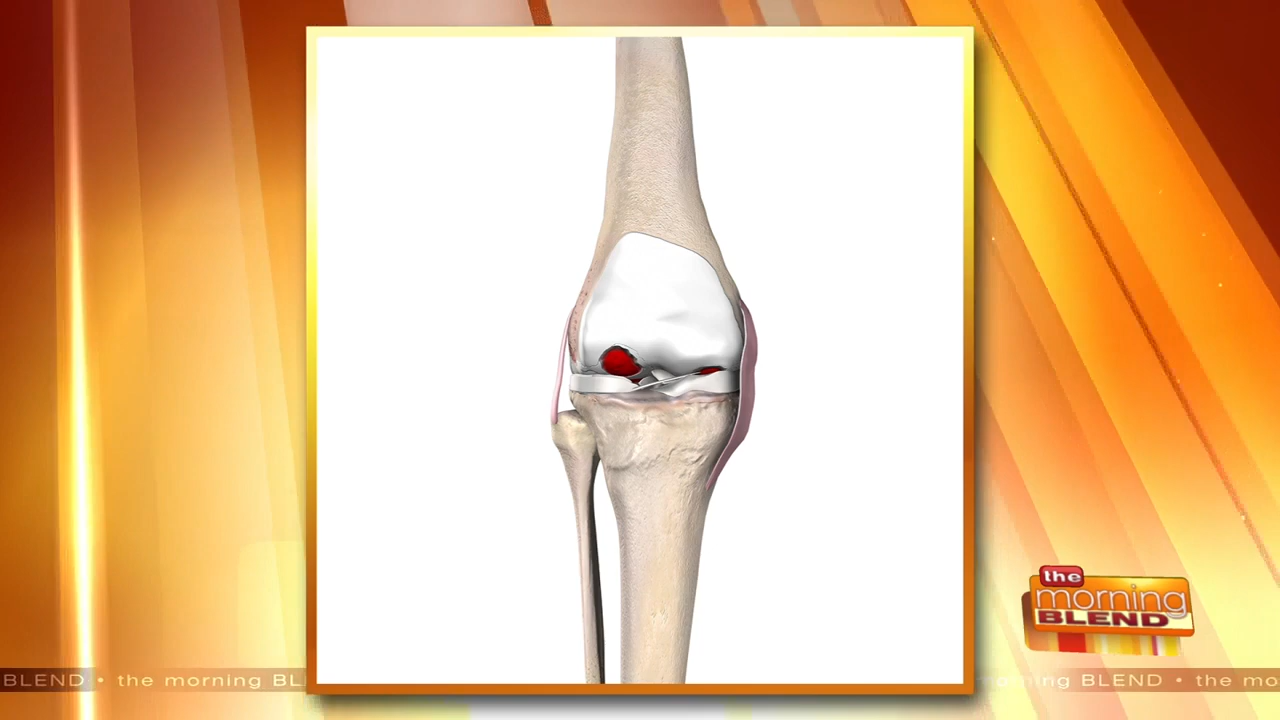 the
morning
BLEND
BLEND • the morning BL
ning BLEND • the mo